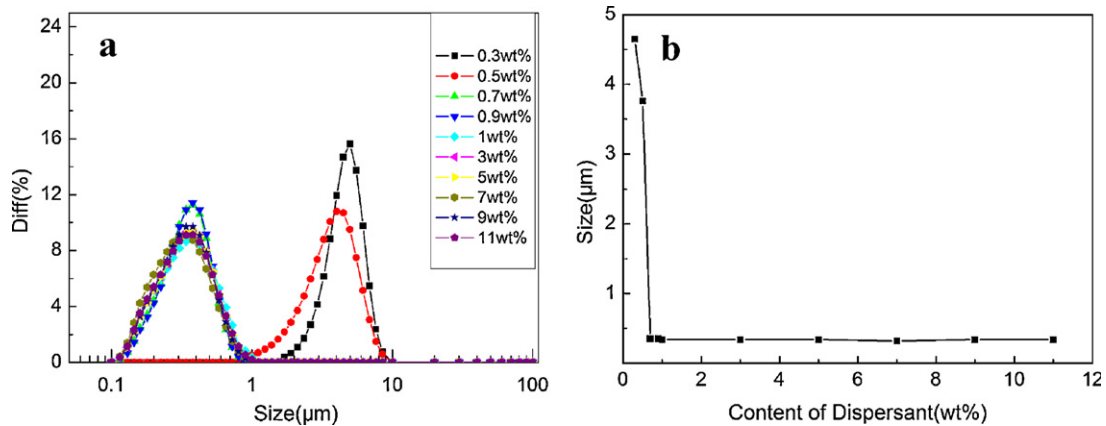 a
24
20
16
12
8
4
0
Diff(%)
0.1
1
10
100
Size(µm)
0.3wt%
0.5wt%
0.7wt%
0.9wt%
1wt%
3wt%
5wt%
7wt%
9wt%
11wt%
b
5
4
3
2
1
Size(µm)
0
2
4
6
8
10
12
Content of Dispersant(wt%)